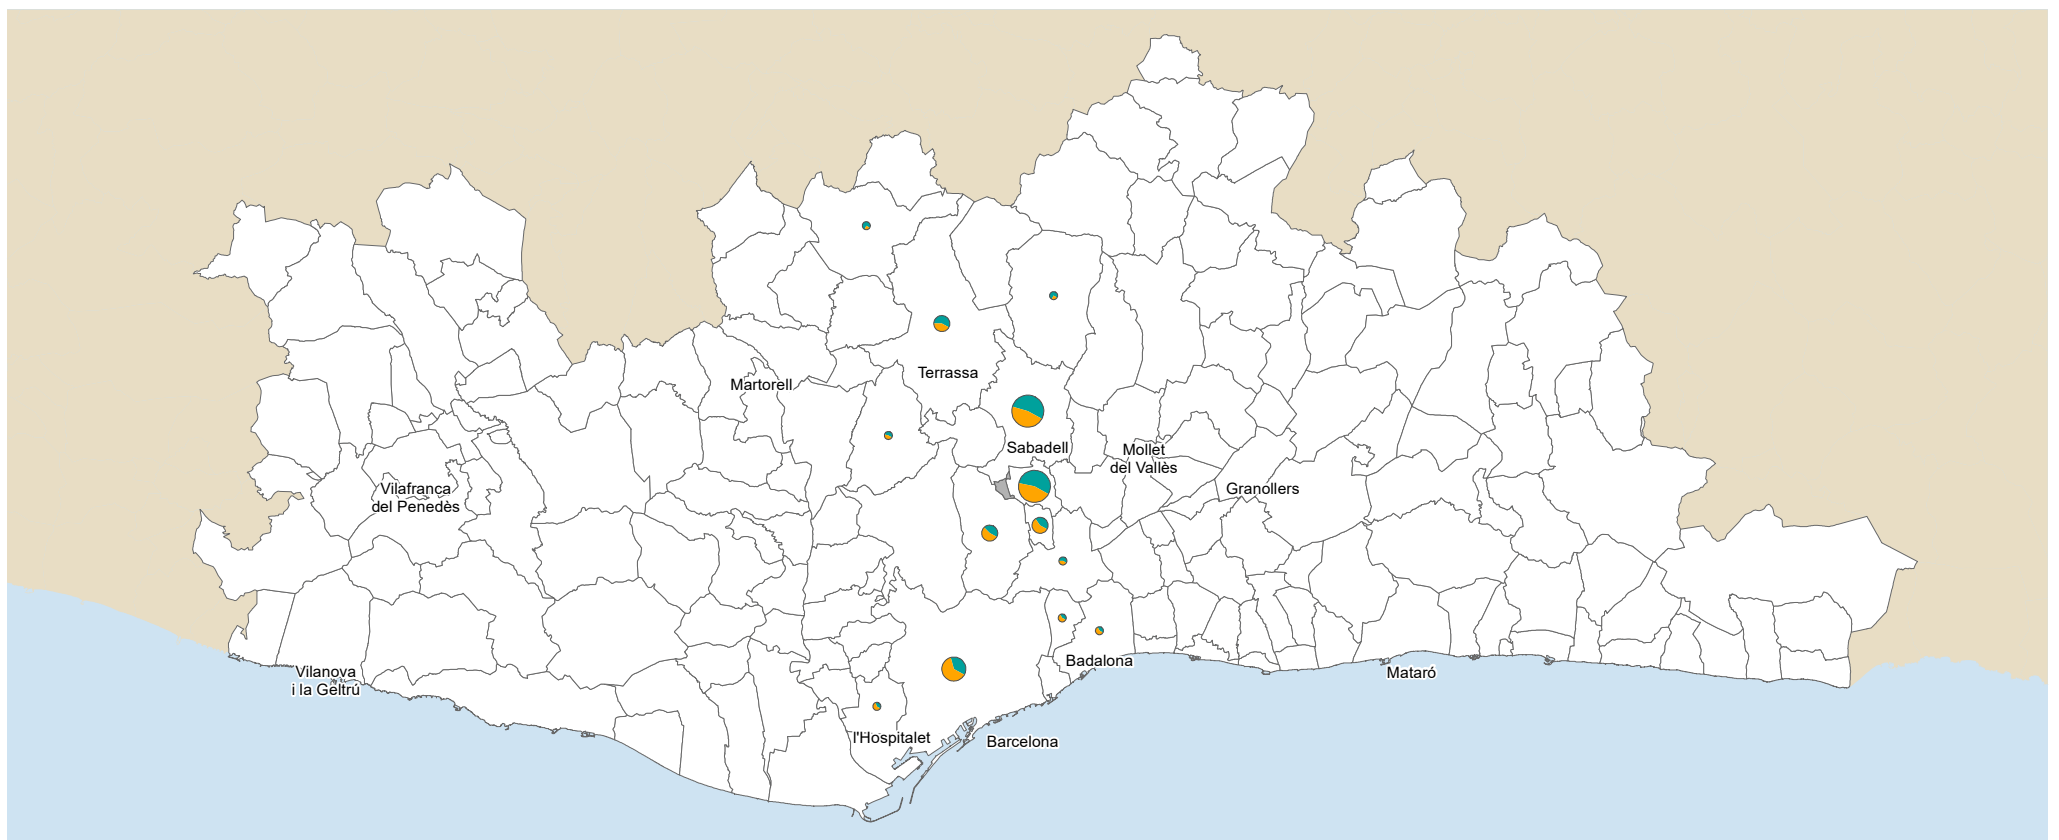 Terrassa
Martorell
Sabadell
Mollet
del Vallès
Vilafranca
del Penedès
Granollers
Badalona
Vilanova
i la Geltrú
Mataró
l'Hospitalet
Barcelona